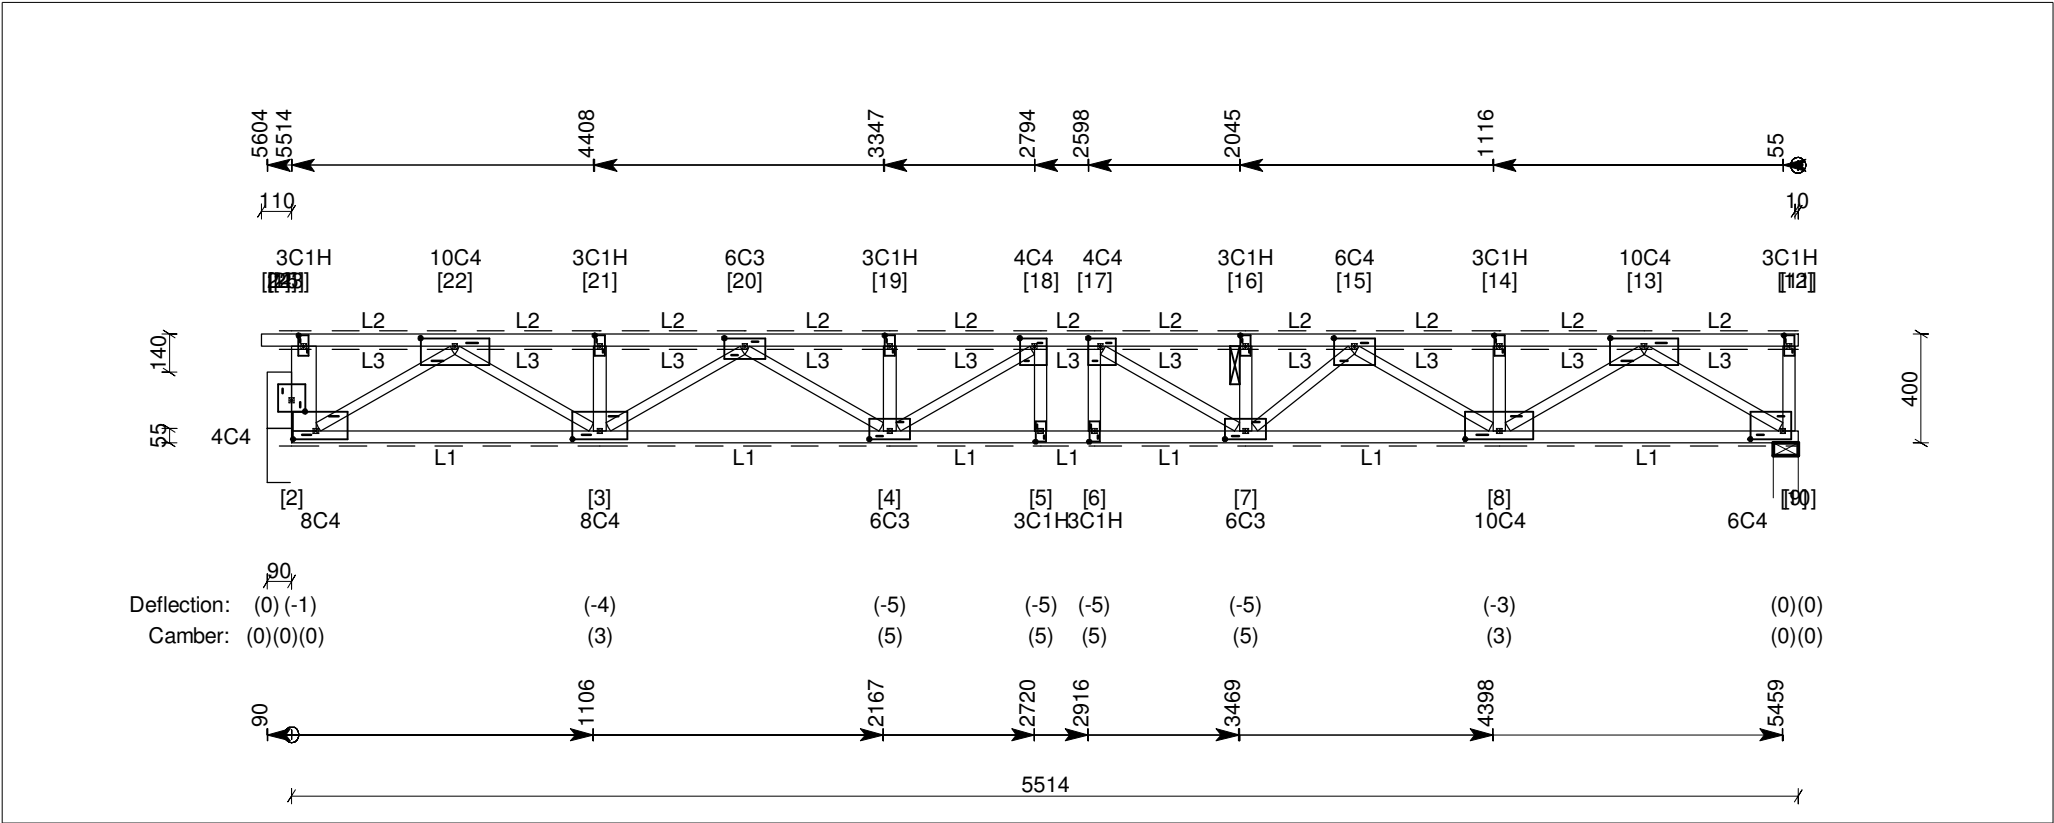 5604 5514 4408 3347 2794 2598 2045 1116 55
110 10
3C1H 10C4 3C1H 6C3 3C1H 4C4 4C4 3C1H 6C4 3C1H 10C4 3C1H
[22] [21] [20] [19] [18] [17] [16] [15] [14] [13]
L2 L2 L2 L2 L2 L2 L2 L2 L2 L2 L2
140 L3 L3 L3 L3 L3 L3 L3 L3 L3 L3 L3 400
55 4C4
L1 L1 L1 L1 L1 L1 L1
[2] [3] [4] [5] [6] [7] [8] [10]
8C4 8C4 6C3 3C1H 3C1H 6C3 10C4 6C4
90
Deflection: (0) (-1) (-4) (-5) (-5) (-5) (-5) (-3) (0)(0)
Camber: (0)(0)(0) (3) (5) (5) (5) (5) (3) (0)(0)
90 1106 2167 2720 2916 3469 4398 5459
5514